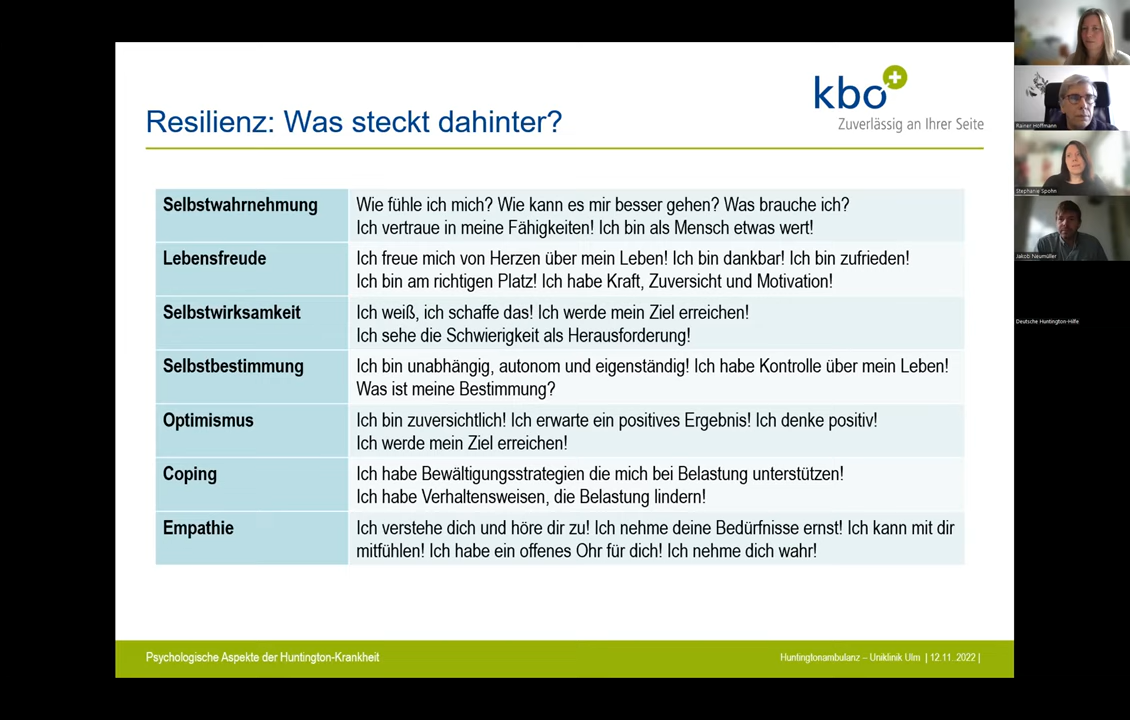 kbo
Zuverlässig an Ihrer Seite
Resilienz: Was steckt dahinter?
Selbstwahrnehmung
Wie fühle ich mich? Wie kann es mir besser gehen? Was brauche ich?
Ich vertraue in meine Fähigkeiten! Ich bin als Mensch etwas wert!
Lebensfreude
Ich freue mich von Herzen über mein Leben! Ich bin dankbar! Ich bin zufrieden!
Ich bin am richtigen Platz! Ich habe Kraft, Zuversicht und Motivation!
Selbstwirksamkeit
Ich weiß, ich schaffe das! Ich werde mein Ziel erreichen!
Ich sehe die Schwierigkeit als Herausforderung!
Selbstbestimmung
Ich bin unabhängig, autonom und eigenständig! Ich habe Kontrolle über mein Leben!
Was ist meine Bestimmung?
Optimismus
Ich bin zuversichtlich! Ich erwarte ein positives Ergebnis! Ich denke positiv!
Ich werde mein Ziel erreichen!
Coping
Ich habe Bewältigungsstrategien die mich bei Belastung unterstützen!
Ich habe Verhaltensweisen, die Belastung lindern!
Empathie
Ich verstehe dich und höre dir zu! Ich nehme deine Bedürfnisse ernst! Ich kann mit dir
mitfühlen! Ich habe ein offenes Ohr für dich! Ich nehme dich wahr!
Psychologische Aspekte der Huntington-Krankheit
Huntingtonambulanz – Uniklinik Ulm | 12.11. 2022 |
Rainer Hoffmann
Stephanie Spohn
Jakob Neumüller
Deutsche Huntington-Hilfe